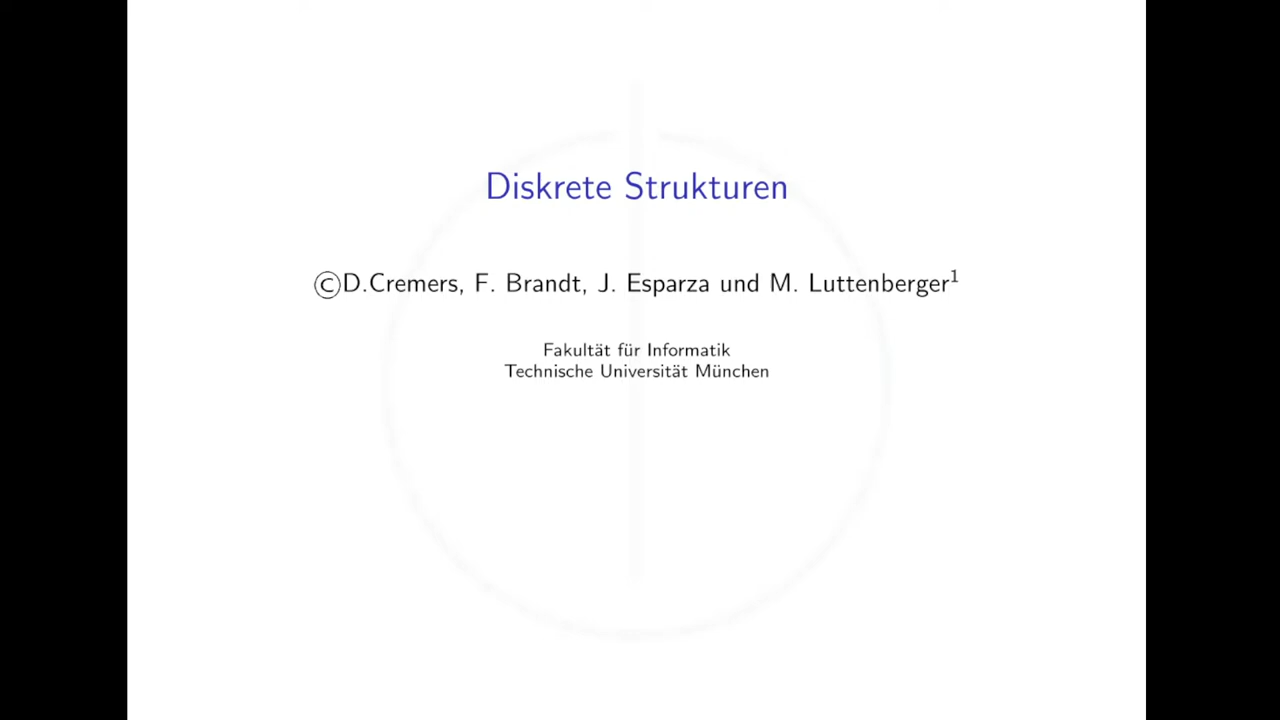 Diskrete Strukturen
©D.Cremers, F. Brandt, J. Esparza und M. Luttenberger¹
Fakultät für Informatik
Technische Universität München